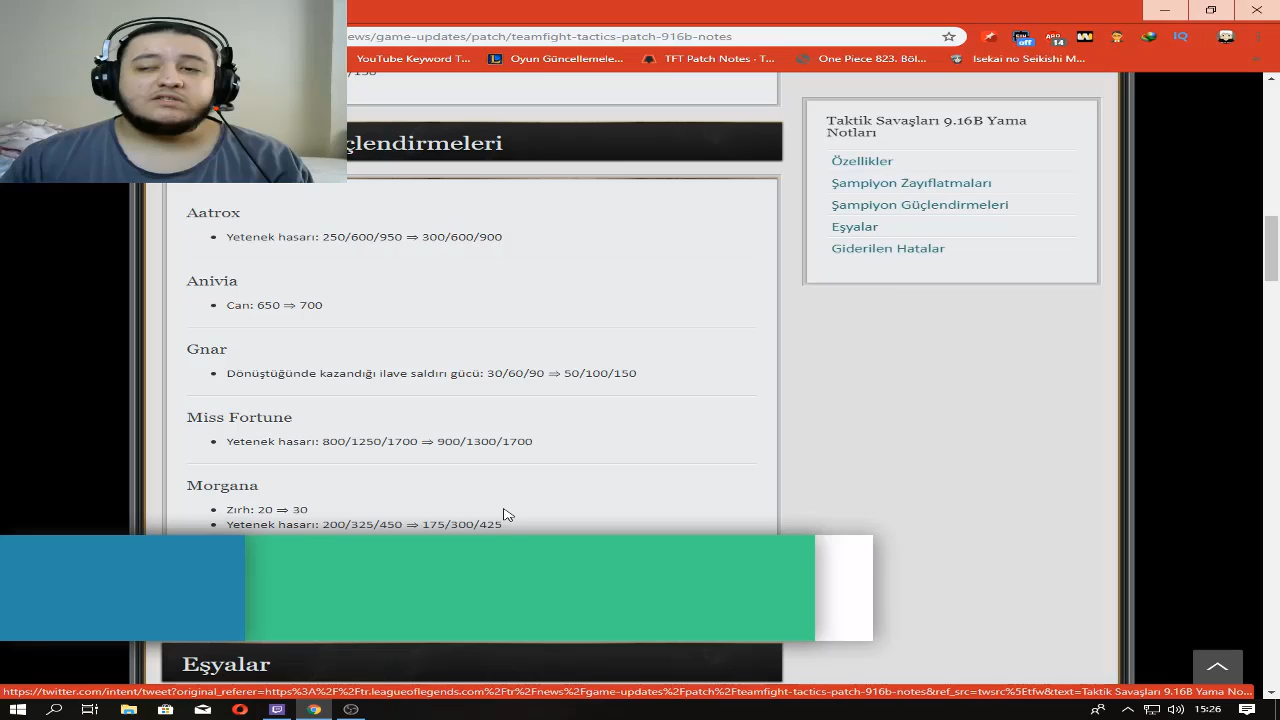 ews/game-updates/patch/teamfight-tactics-patch-916b-notes
off
14
IQ
YouTube Keyword T...
Oyun Güncellemele...
TFT Patch Notes - T...
One Piece 823. Böl...
Isekai no Seikishi M...
çlendirmeleri
Aatrox
• Yetenek hasarı: 250/600/950 ⇒ 300/600/900
Anivia
• Can: 650 ⇒ 700
Gnar
• Dönüştüğünde kazandığı ilave saldırı gücü: 30/60/90 ⇒ 50/100/150
Miss Fortune
• Yetenek hasarı: 800/1250/1700 ⇒ 900/1300/1700
Morgana
• Zırh: 20 ⇒ 30
• Yetenek hasarı: 200/325/450 ⇒ 175/300/425
Eşyalar
Taktik Savaşları 9.16B Yama
Notları
Özellikler
Şampiyon Zayıflatmaları
Şampiyon Güçlendirmeleri
Eşyalar
Giderilen Hatalar
https://twitter.com/intent/tweet?original_referer=https%3A%2F%2Ftr.leagueoflegends.com%2Ftr%2Fnews%2Fgame-updates%2Fpatch%2Fteamfight-tactics-patch-916b-notes&ref_src=twsrc%5Etfw&text=Taktik Savaşları 9.16B Yama No...
15:26